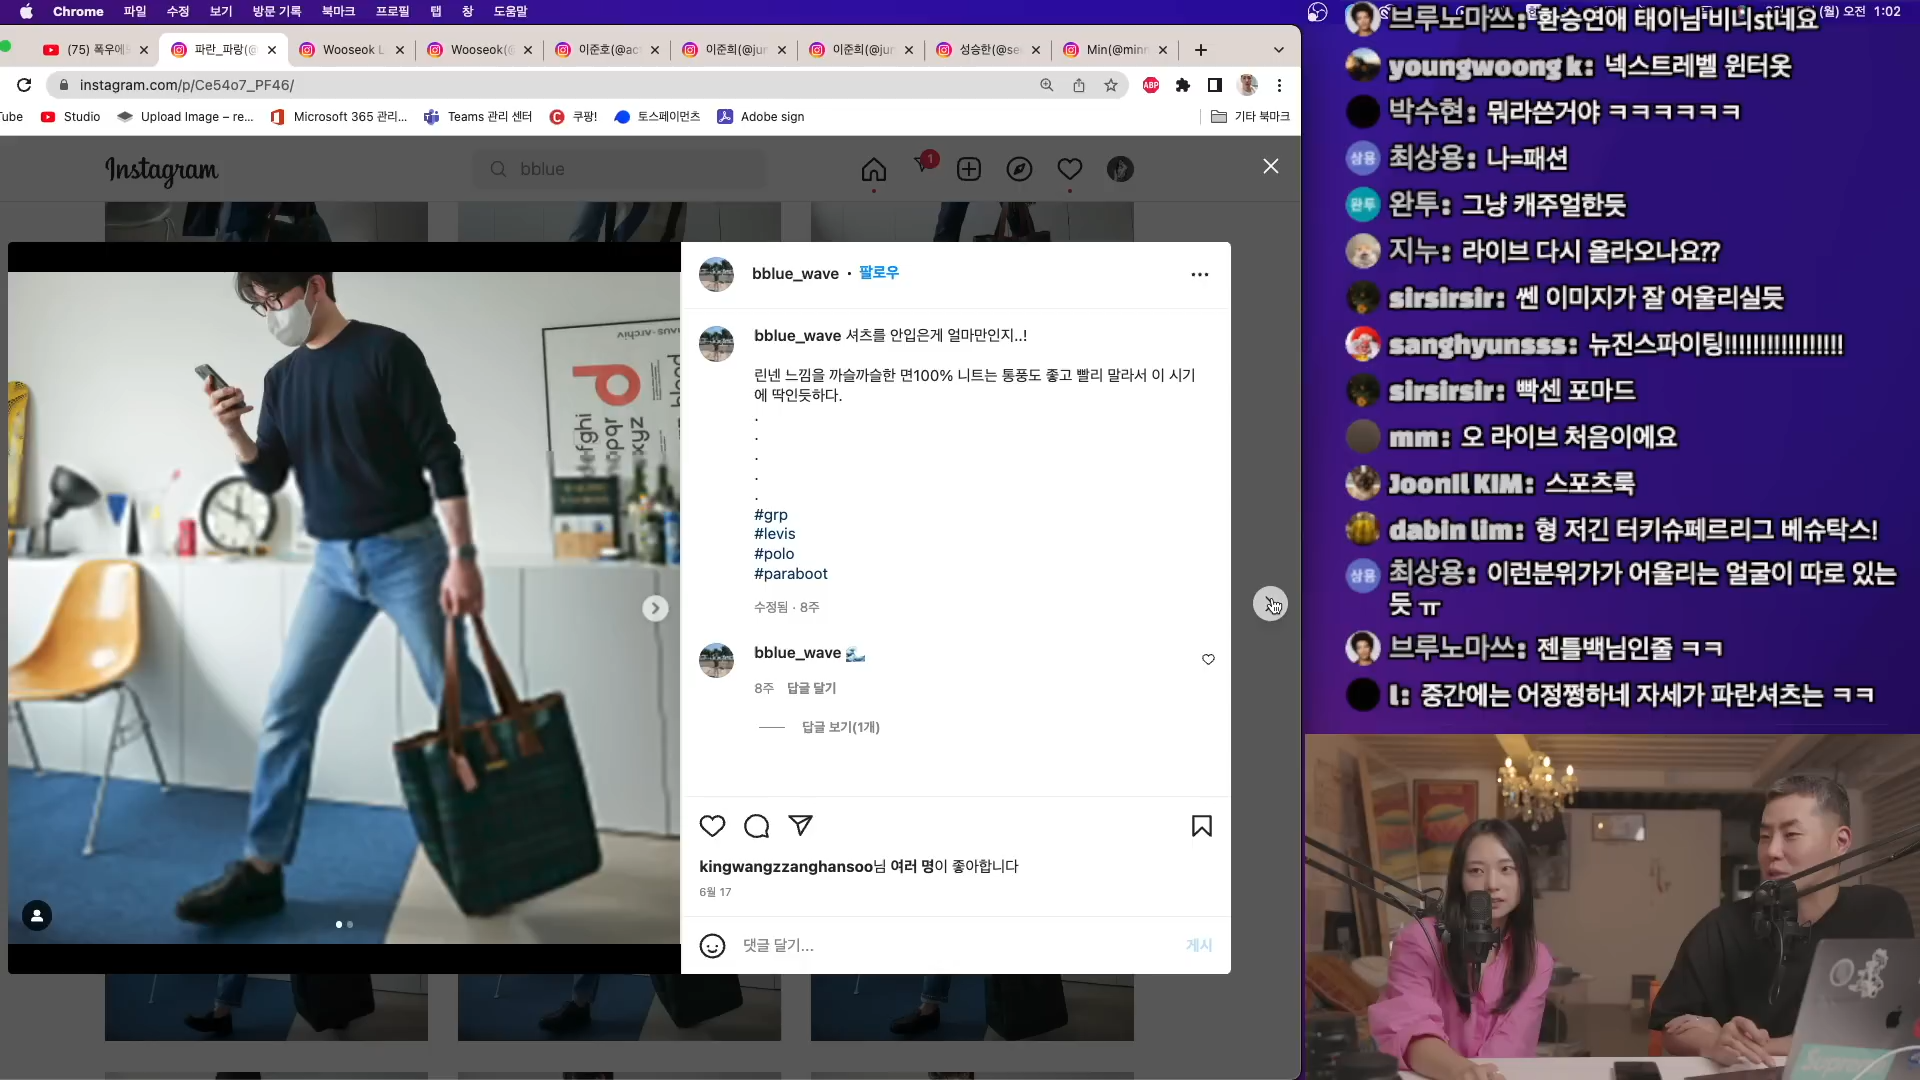 Chrome 파일 수정 보기 방문 기록 북마크 프로필 탭 창 도움말
(월) 오전 1:02
(75) 폭우에도
파란_파랑(@
Wooseok L
Wooseok(@
이준호(@ac
이준희(@jur
이준희(@jur
성승한(@se
Min(@minr
instagram.com/p/Ce54o7_PF46/
ABP
Tube
Studio
Upload Image – re...
Microsoft 365 관리...
Teams 관리 센터
쿠팡!
토스페이먼츠
Adobe sign
기타 북마크
Instagram
bblue
1
bblue_wave • 팔로우
bblue_wave 셔츠를 안입은게 얼마만인지..!
린넨 느낌을 까슬까슬한 면100% 니트는 통풍도 좋고 빨리 말라서 이 시기
에 딱인듯하다.
.
.
.
.
.
#grp
#levis
#polo
#paraboot
수정됨 · 8주
bblue_wave 🌊
8주 답글 달기
답글 보기(1개)
kingwangzzanghansoo님 여러 명이 좋아합니다
6월 17
댓글 달기...
게시
브루노마쓰: 환승연애 태이님 비니st네요
youngwoong k: 넥스트레벨 윈터옷
박수현: 뭐라쓴거야 ㅋㅋㅋㅋㅋㅋ
상용 최상용: 나=패션
완투 완투: 그냥 캐주얼한듯
지누: 라이브 다시 올라오나요??
sirsirsir: 쎈 이미지가 잘 어울리실듯
sanghyunsss: 뉴진스파이팅!!!!!!!!!!!!!!!!!
sirsirsir: 빡센 포마드
mm: 오 라이브 처음이에요
Joonil KIM: 스포츠룩
dabin lim: 형 저긴 터키슈페르리그 베슈탁스!
상용 최상용: 이런분위가가 어울리는 얼굴이 따로 있는
듯 ㅠ
브루노마쓰: 젠틀백님인줄 ㅋㅋ
l: 중간에는 어정쩡하네 자세가 파란셔츠는 ㅋㅋ
d
xyz
Supreme